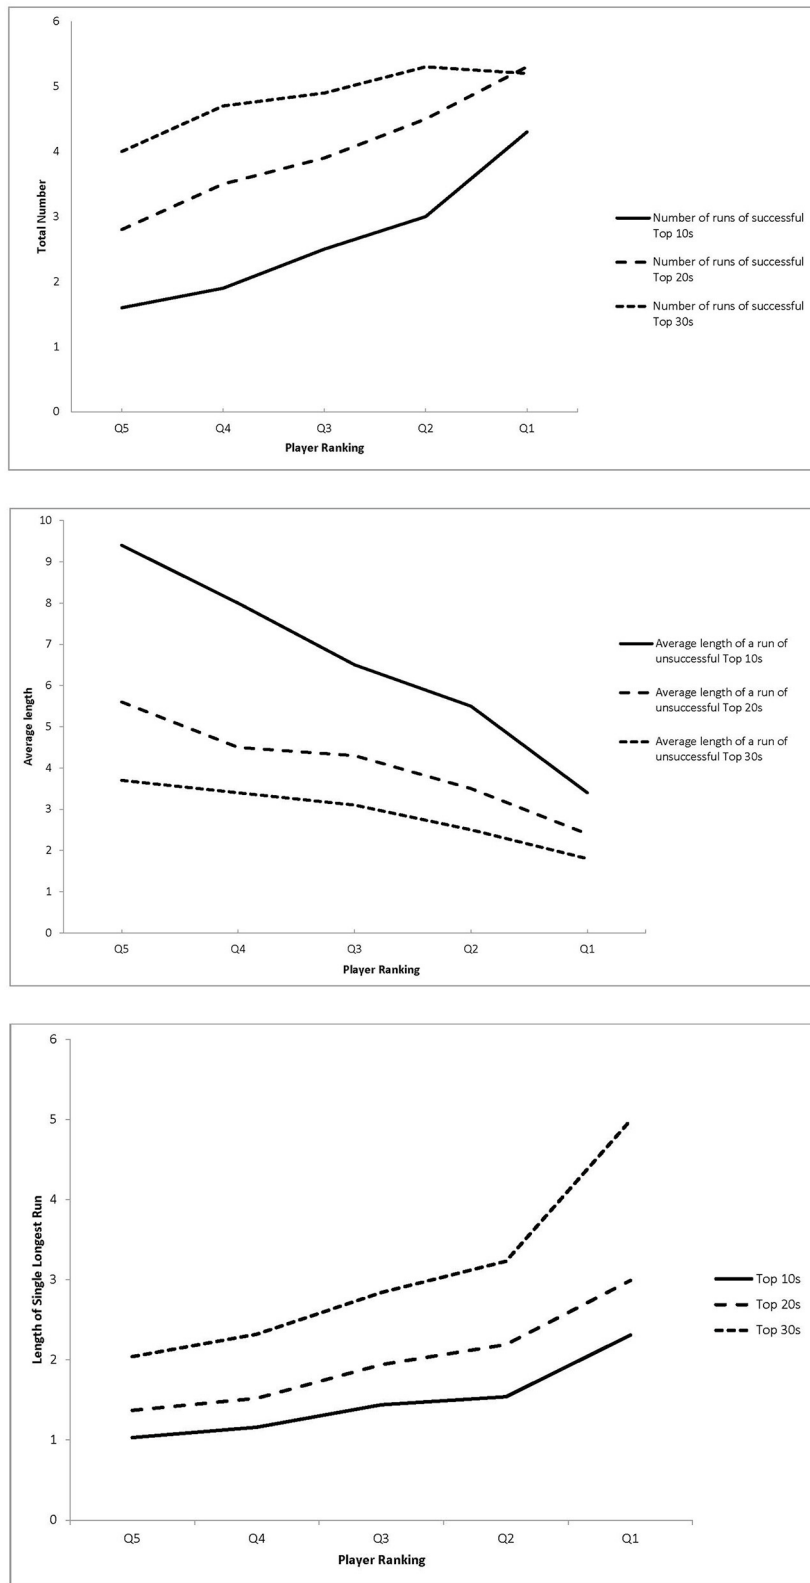 6
5
4
3
2
1
0
Total Number
Q5 Q4 Q3 Q2 Q1
Player Ranking
Number of runs of successful
Top 10s
Number of runs of successful
Top 20s
Number of runs of successful
Top 30s
10
9
8
7
6
5
4
3
2
1
0
Average length
Q5 Q4 Q3 Q2 Q1
Player Ranking
Average length of a run of
unsuccessful Top 10s
Average length of a run of
unsuccessful Top 20s
Average length of a run of
unsuccessful Top 30s
6
5
4
3
2
1
0
Length of Single Longest Run
Q5 Q4 Q3 Q2 Q1
Player Ranking
Top 10s
Top 20s
Top 30s